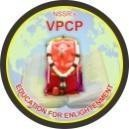 NSSR's
VPCP
EDUCATION FOR ENLIGHTENMENT